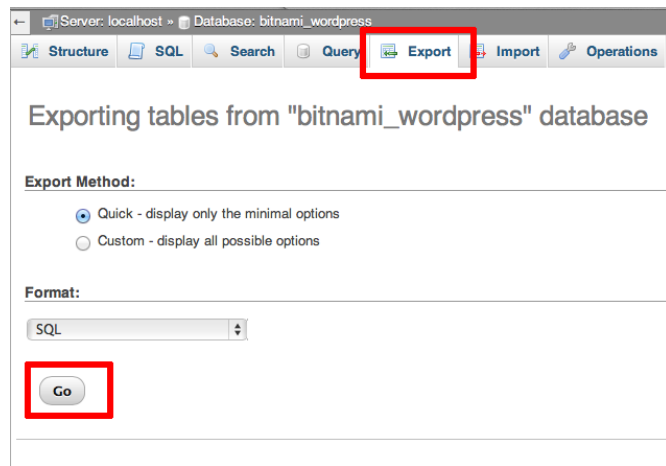 ← Server: localhost » Database: bitnami_wordpress
Structure SQL Search Query Export Import Operations
Exporting tables from "bitnami_wordpress" database
Export Method:
Quick - display only the minimal options
Custom - display all possible options
Format:
SQL
Go